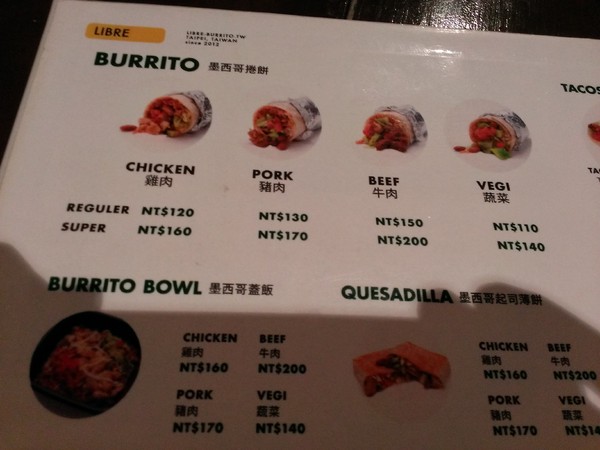 LIBRE
LIBRE-BURRITO.TW
TAIPEI, TAIWAN
since 2012
BURRITO 墨西哥捲餅
TACOS
CHICKEN
雞肉
PORK
豬肉
BEEF
牛肉
VEGI
蔬菜
REGULER NT$120 NT$130 NT$150 NT$110
SUPER NT$160 NT$170 NT$200 NT$140
BURRITO BOWL 墨西哥蓋飯
CHICKEN BEEF
雞肉 牛肉
NT$160 NT$200
PORK VEGI
豬肉 蔬菜
NT$170 NT$140
QUESADILLA 墨西哥起司薄餅
CHICKEN BEEF
雞肉 牛肉
NT$160 NT$200
PORK VEGI
豬肉 蔬菜
NT$170